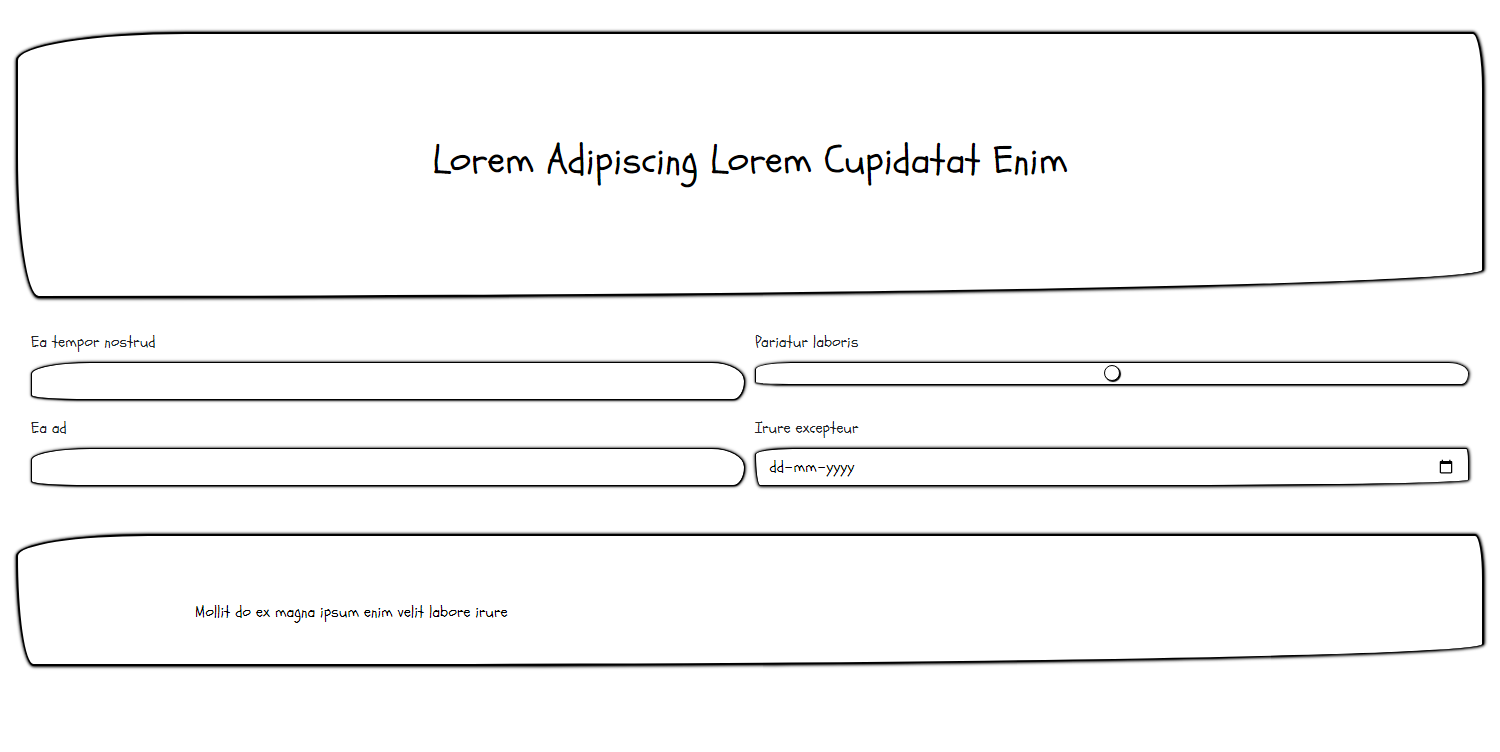 Lorem Adipiscing Lorem Cupidatat Enim
Ea tempor nostrud
Pariatur laboris
Ea ad
Irure excepteur
dd-mm-yyyy
Mollit do ex magna ipsum enim velit labore irure